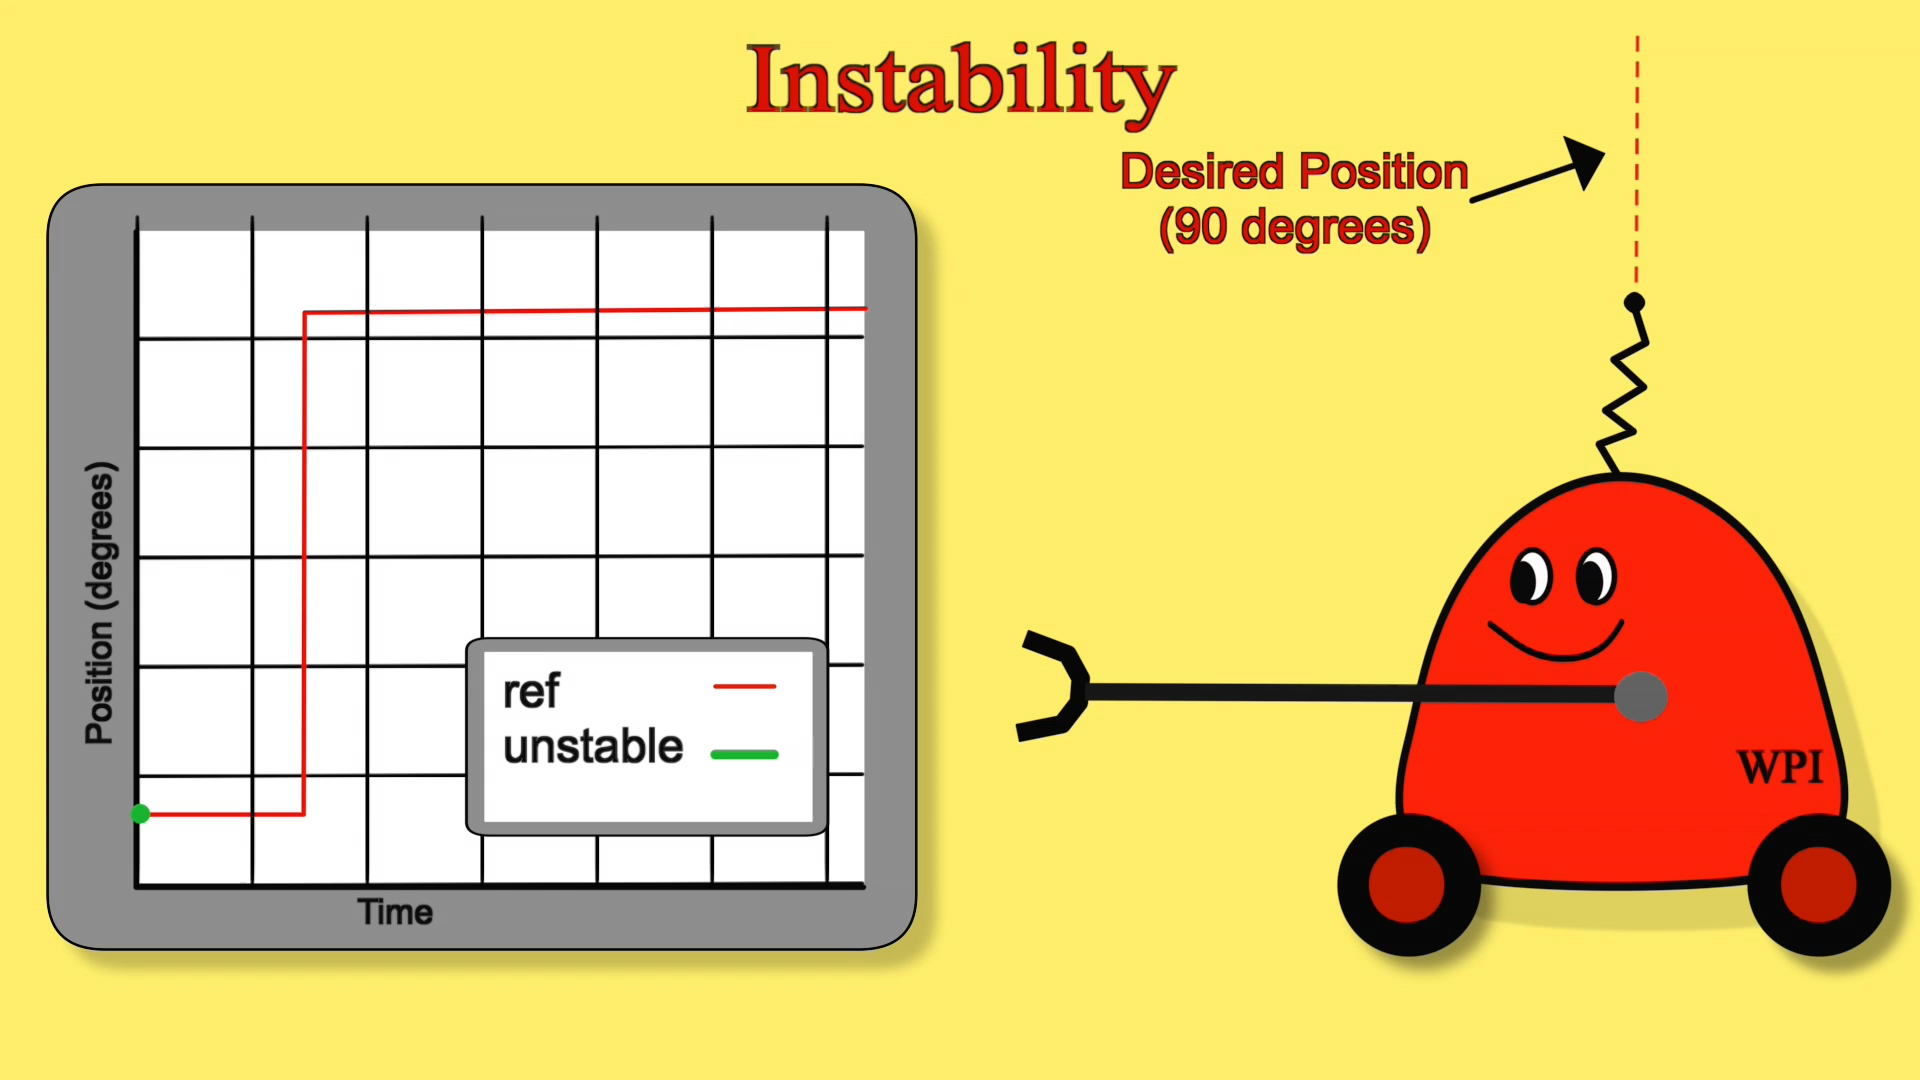 Instability
Desired Position
(90 degrees)
Position (degrees)
ref
unstable
Time
WPI